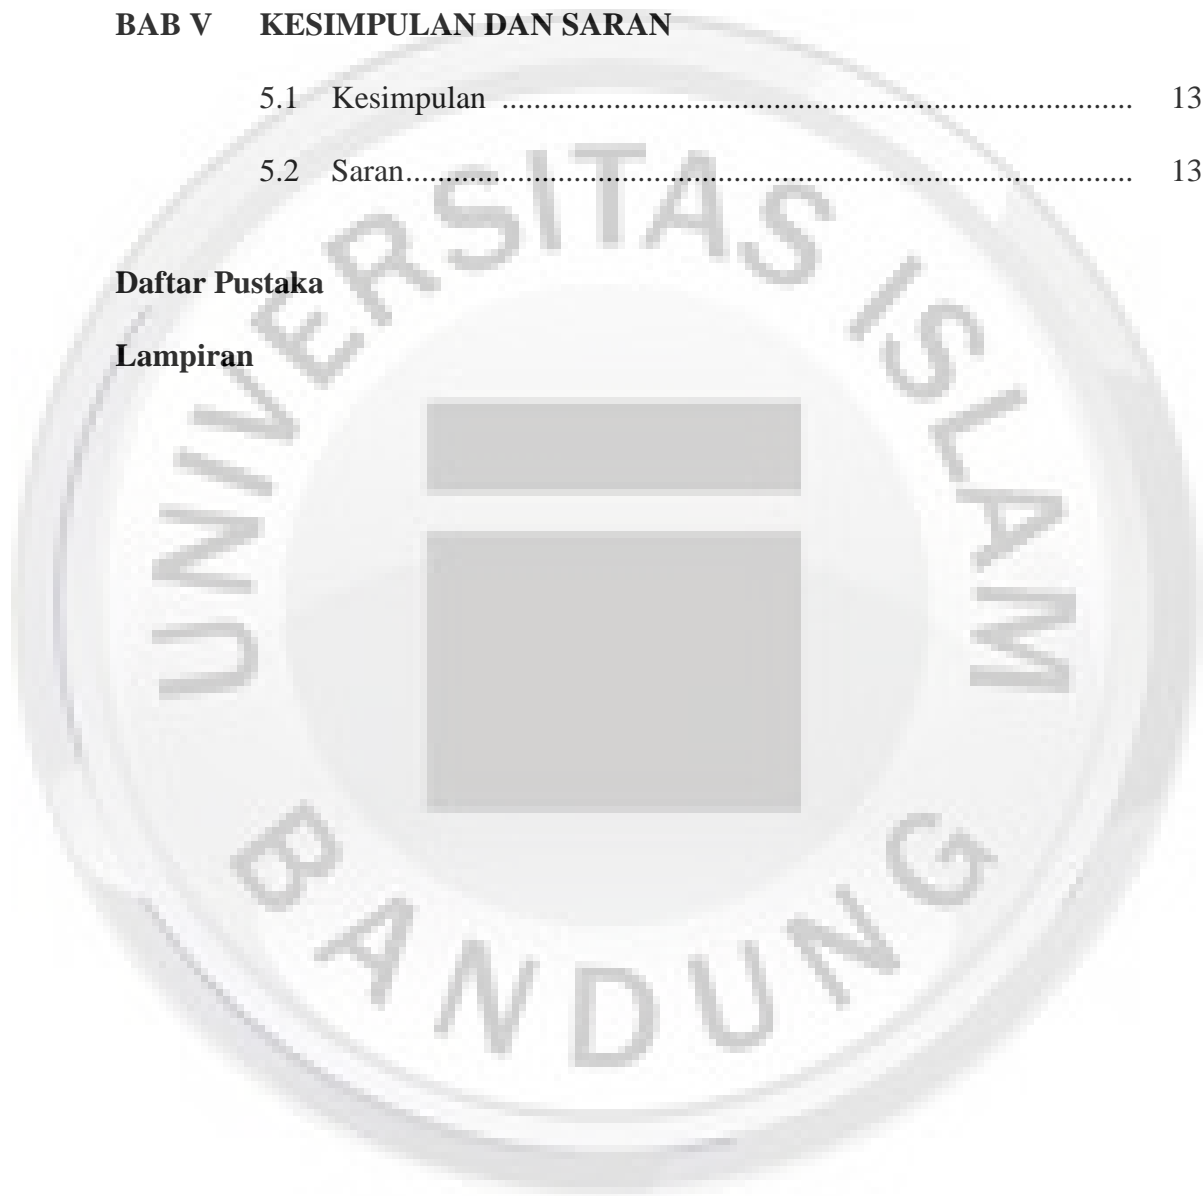 BAB V KESIMPULAN DAN SARAN
5.1 Kesimpulan ............................................................................... 13
5.2 Saran........................................................................................... 13
Daftar Pustaka
Lampiran
UNIVERSITAS ISLAM
BANDUNG